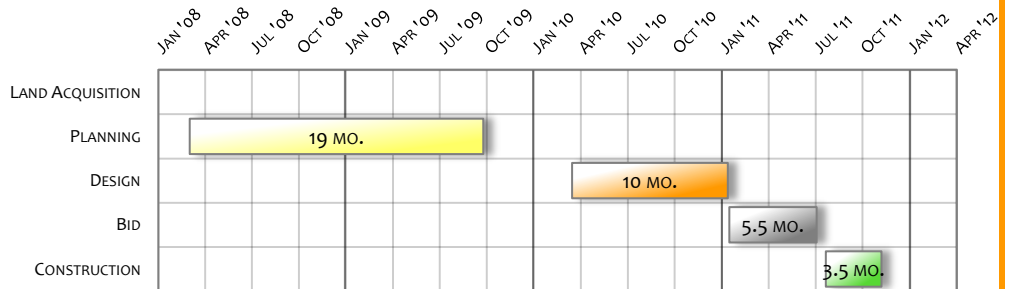 Jan '08 Apr '08 Jul '08 Oct '08 Jan '09 Apr '09 Jul '09 Oct '09 Jan '10 Apr '10 Jul '10 Oct '10 Jan '11 Apr '11 Jul '11 Oct '11 Jan '12 Apr '12
Land Acquisition
Planning 19 mo.
Design 10 mo.
Bid 5.5 mo.
Construction 3.5 mo.